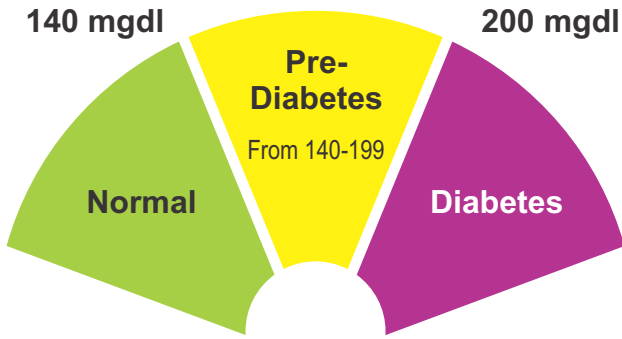 140 mgdl
200 mgdl
Pre-
Diabetes
From 140-199
Normal
Diabetes